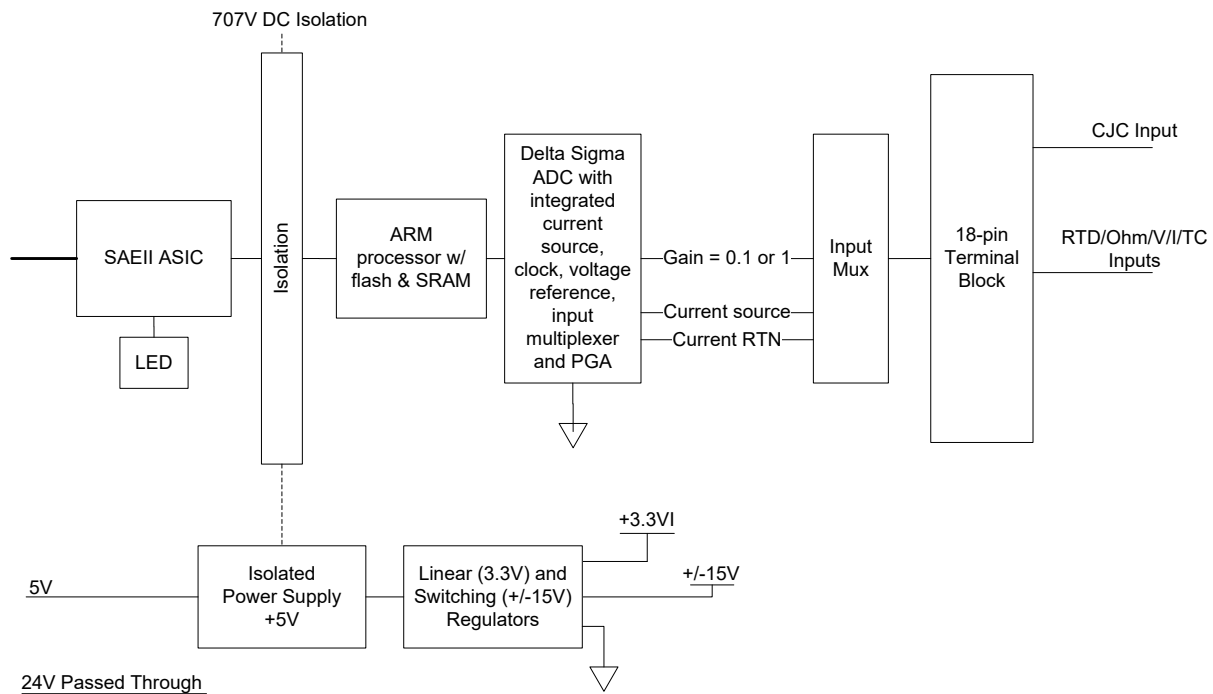 707V DC Isolation
SAEII ASIC
LED
Isolation
ARM
processor w/
flash & SRAM
Delta Sigma
ADC with
integrated
current
source,
clock, voltage
reference,
input
multiplexer
and PGA
Gain = 0.1 or 1
Current source
Current RTN
Input
Mux
18-pin
Terminal
Block
CJC Input
RTD/Ohm/V/I/TC
Inputs
5V
Isolated
Power Supply
+5V
Linear (3.3V) and
Switching (+/-15V)
Regulators
+3.3VI
+/-15V
24V Passed Through